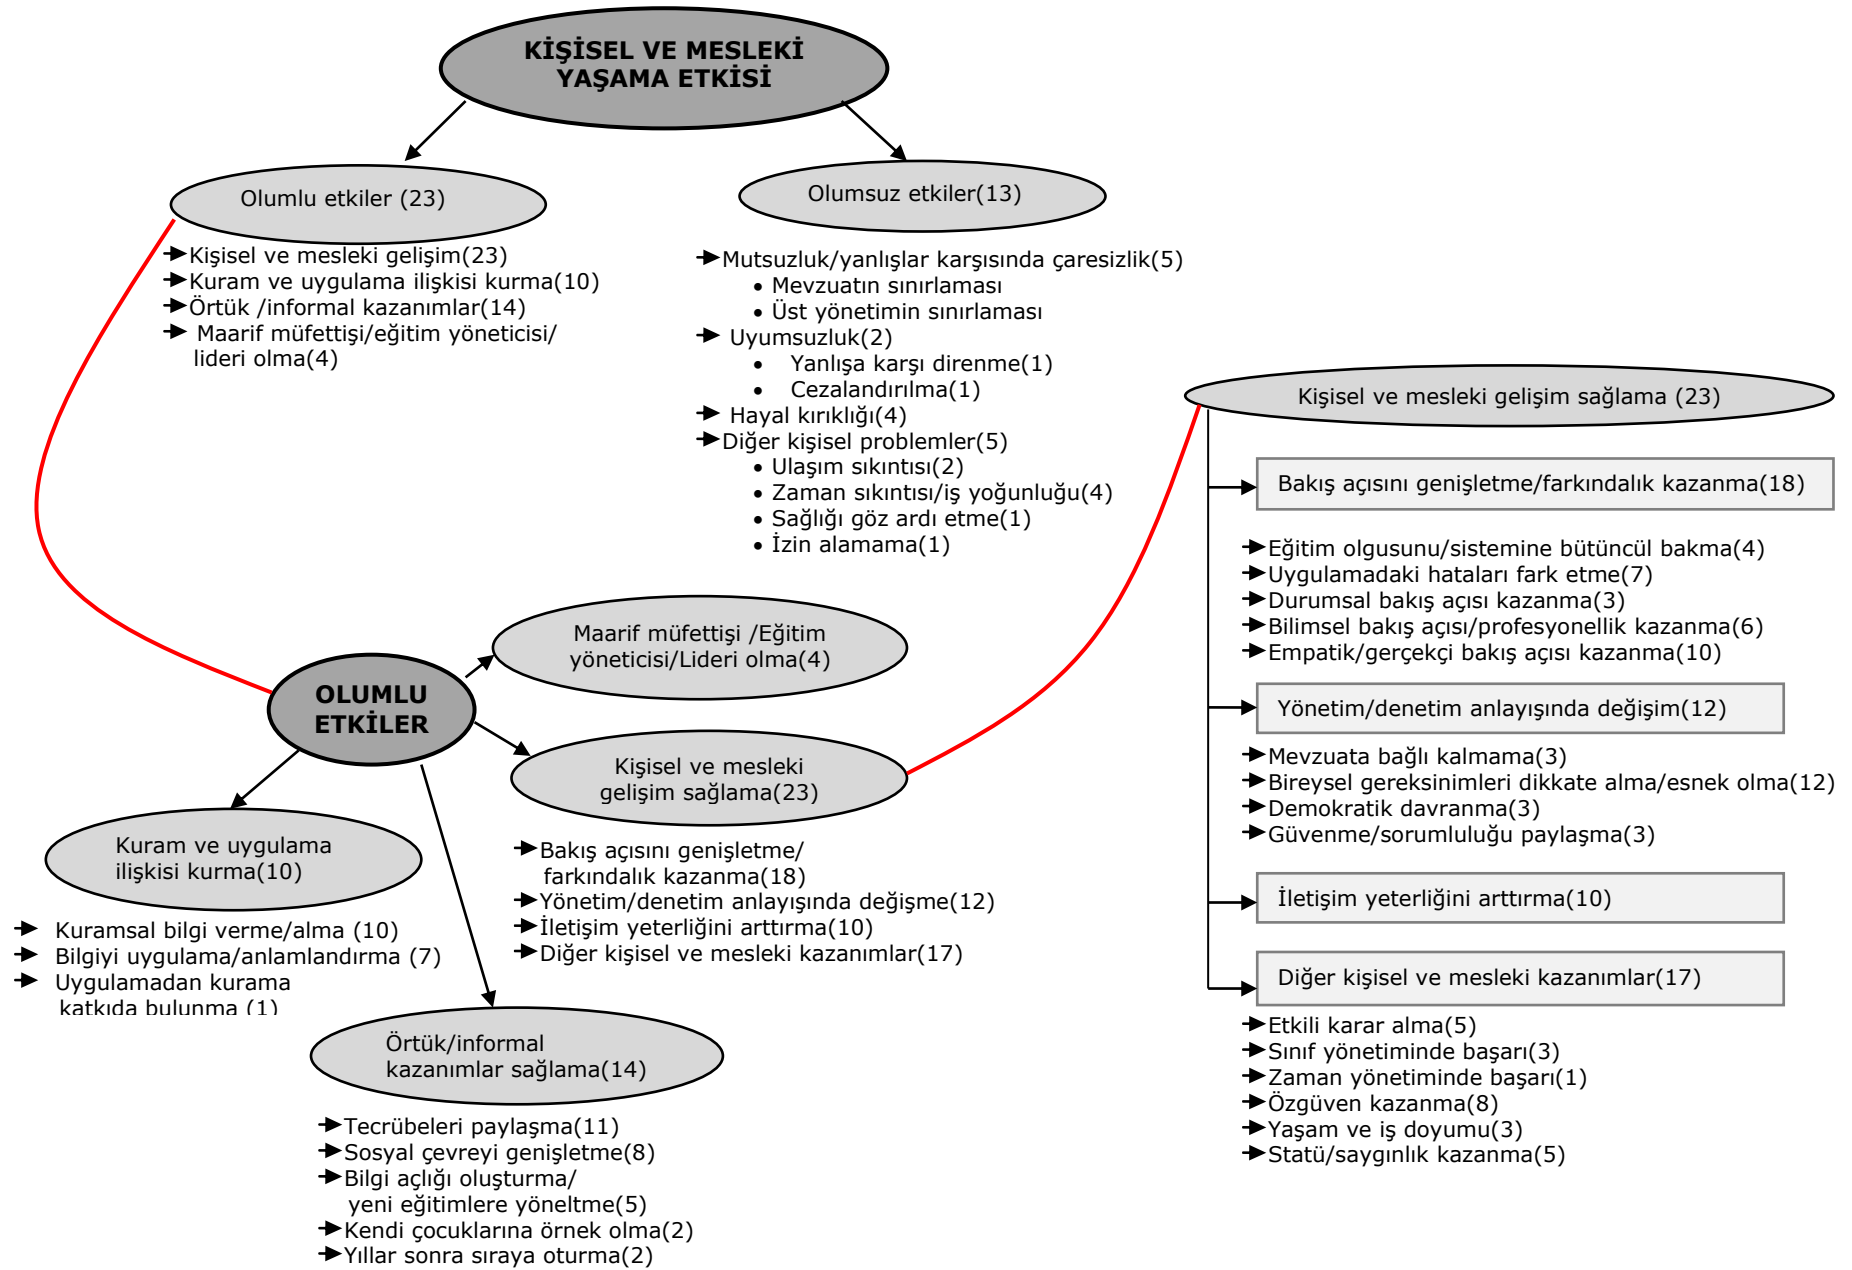 KİŞİSEL VE MESLEKİ
YAŞAMA ETKİSİ
Olumlu etkiler (23)
Kişisel ve mesleki gelişim(23)
Kuram ve uygulama ilişkisi kurma(10)
Örtük /informal kazanımlar(14)
Maarif müfettişi/eğitim yöneticisi/
lideri olma(4)
Olumsuz etkiler(13)
Mutsuzluk/yanlışlar karşısında çaresizlik(5)
• Mevzuatın sınırlaması
• Üst yönetimin sınırlaması
Uyumsuzluk(2)
• Yanlışa karşı direnme(1)
• Cezalandırılma(1)
Hayal kırıklığı(4)
Diğer kişisel problemler(5)
• Ulaşım sıkıntısı(2)
• Zaman sıkıntısı/iş yoğunluğu(4)
• Sağlığı göz ardı etme(1)
• İzin alamama(1)
OLUMLU
ETKİLER
Maarif müfettişi /Eğitim
yöneticisi/Lideri olma(4)
Kişisel ve mesleki
gelişim sağlama(23)
Bakış açısını genişletme/
farkındalık kazanma(18)
Yönetim/denetim anlayışında değişme(12)
İletişim yeterliğini arttırma(10)
Diğer kişisel ve mesleki kazanımlar(17)
Kuram ve uygulama
ilişkisi kurma(10)
Kuramsal bilgi verme/alma (10)
Bilgiyi uygulama/anlamlandırma (7)
Uygulamadan kurama
katkıda bulunma (1)
Örtük/informal
kazanımlar sağlama(14)
Tecrübeleri paylaşma(11)
Sosyal çevreyi genişletme(8)
Bilgi açlığı oluşturma/
yeni eğitimlere yöneltme(5)
Kendi çocuklarına örnek olma(2)
Yıllar sonra sıraya oturma(2)
Kişisel ve mesleki gelişim sağlama (23)
Bakış açısını genişletme/farkındalık kazanma(18)
Eğitim olgusunu/sistemine bütüncül bakma(4)
Uygulamadaki hataları fark etme(7)
Durumsal bakış açısı kazanma(3)
Bilimsel bakış açısı/profesyonellik kazanma(6)
Empatik/gerçekçi bakış açısı kazanma(10)
Yönetim/denetim anlayışında değişim(12)
Mevzuata bağlı kalmama(3)
Bireysel gereksinimleri dikkate alma/esnek olma(12)
Demokratik davranma(3)
Güvenme/sorumluluğu paylaşma(3)
İletişim yeterliğini arttırma(10)
Diğer kişisel ve mesleki kazanımlar(17)
Etkili karar alma(5)
Sınıf yönetiminde başarı(3)
Zaman yönetiminde başarı(1)
Özgüven kazanma(8)
Yaşam ve iş doyumu(3)
Statü/saygınlık kazanma(5)